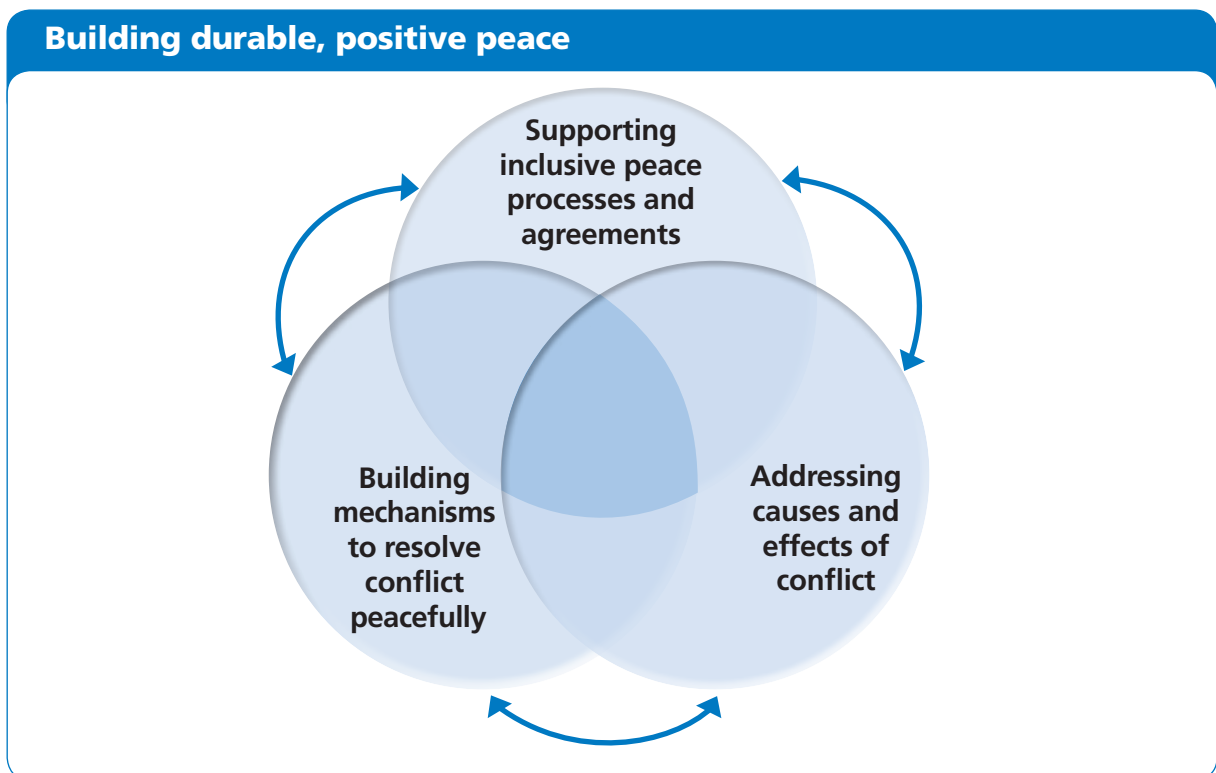 Building durable, positive peace
Supporting
inclusive peace
processes and
agreements
Building
mechanisms
to resolve
conflict
peacefully
Addressing
causes and
effects of
conflict